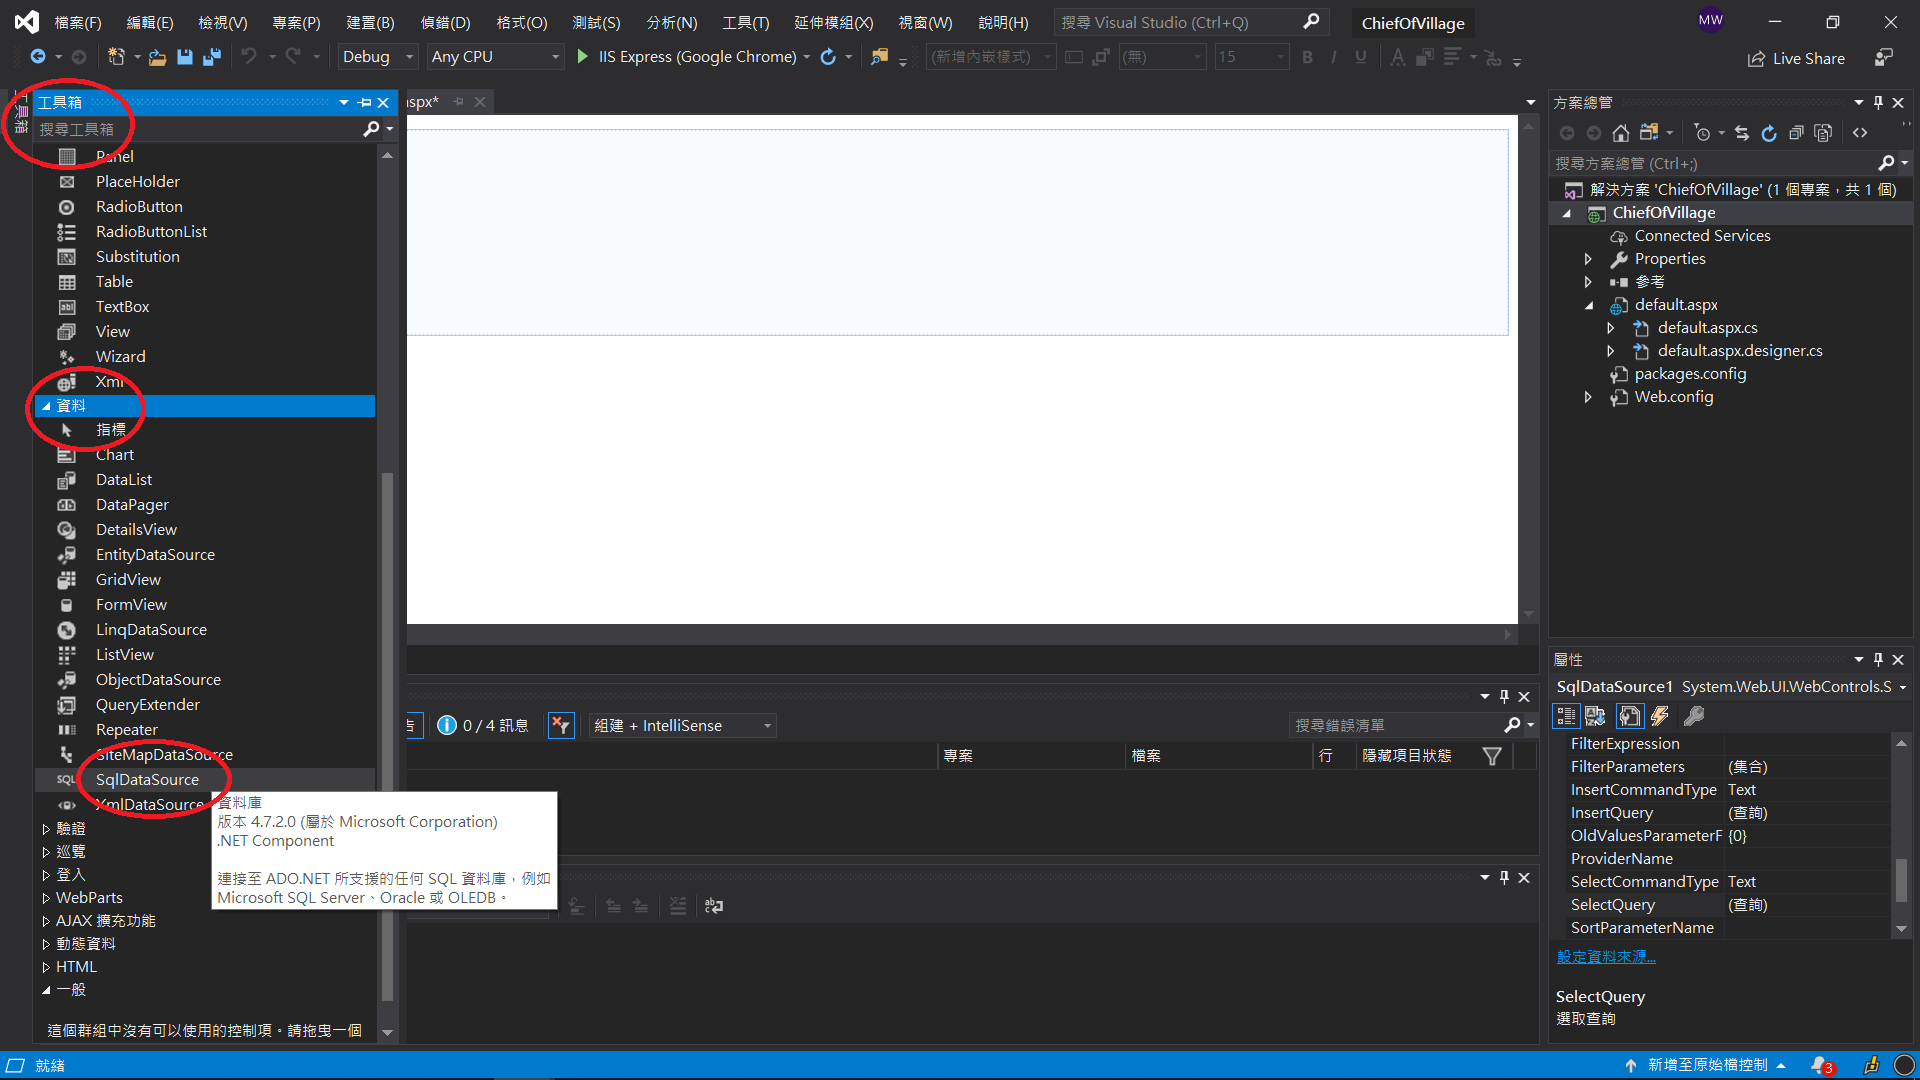 檔案(F) 編輯(E) 檢視(V) 專案(P) 建置(B) 偵錯(D) 格式(O) 測試(S) 分析(N) 工具(T) 延伸模組(X) 視窗(W) 說明(H) 搜尋 Visual Studio (Ctrl+Q) ChiefOfVillage MW
Debug Any CPU IIS Express (Google Chrome) (新增內嵌樣式) (無) 15 B I U A Live Share
工具箱
工具箱
搜尋工具箱
Panel
PlaceHolder
RadioButton
RadioButtonList
Substitution
Table
TextBox
View
Wizard
Xml
資料
指標
Chart
DataList
DataPager
DetailsView
EntityDataSource
GridView
FormView
LinqDataSource
ListView
ObjectDataSource
QueryExtender
Repeater
SiteMapDataSource
SQL SqlDataSource
XmlDataSource
驗證
巡覽
登入
WebParts
AJAX 擴充功能
動態資料
HTML
一般
這個群組中沒有可以使用的控制項。請拖曳一個
資料庫
版本 4.7.2.0 (屬於 Microsoft Corporation)
.NET Component
連接至 ADO.NET 所支援的任何 SQL 資料庫，例如
Microsoft SQL Server、Oracle 或 OLEDB。
aspx*
告 0 / 4 訊息 組建 + IntelliSense 搜尋錯誤清單
專案 檔案 行 隱藏項目狀態
方案總管
搜尋方案總管 (Ctrl+;)
解決方案 'ChiefOfVillage' (1 個專案，共 1 個)
ChiefOfVillage
Connected Services
Properties
參考
default.aspx
default.aspx.cs
default.aspx.designer.cs
packages.config
Web.config
屬性
SqlDataSource1 System.Web.UI.WebControls.S
FilterExpression
FilterParameters (集合)
InsertCommandType Text
InsertQuery (查詢)
OldValuesParameterF {0}
ProviderName
SelectCommandType Text
SelectQuery (查詢)
SortParameterName
設定資料來源...
SelectQuery
選取查詢
就緒 新增至原始檔控制 3